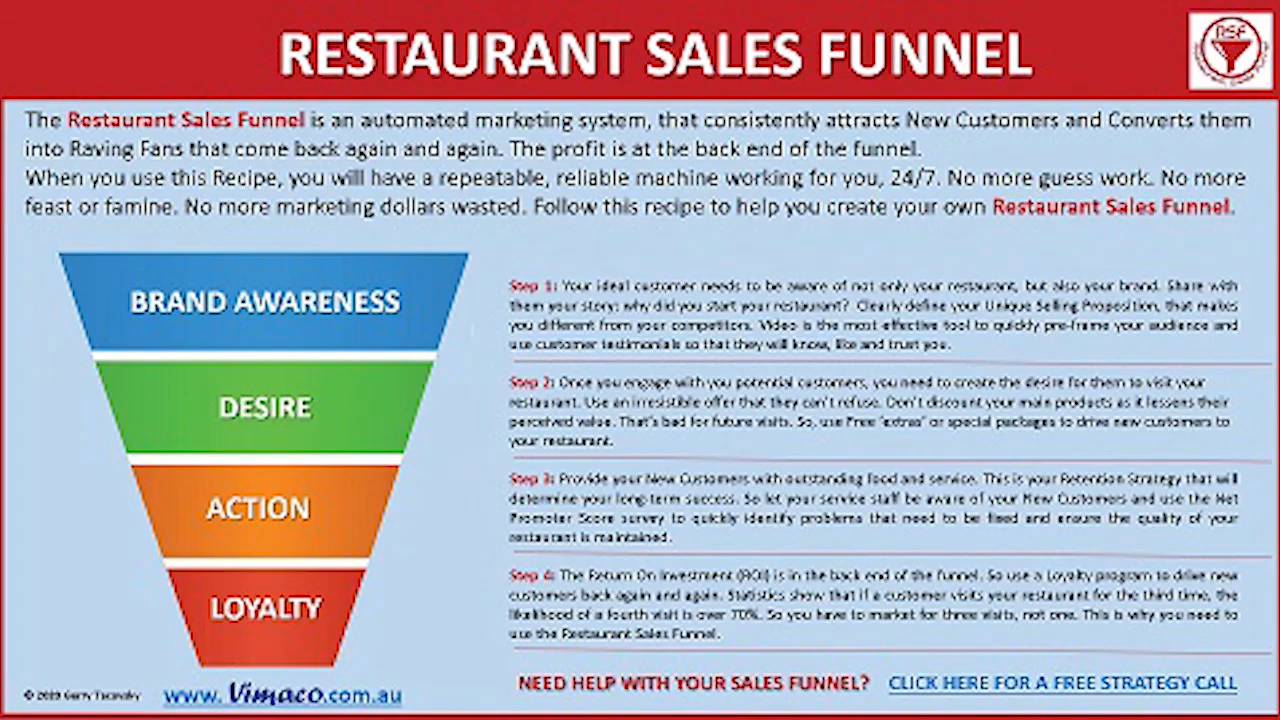 RESTAURANT SALES FUNNEL
RSF
The Restaurant Sales Funnel is an automated marketing system, that consistently attracts New Customers and Converts them
into Raving Fans that come back again and again. The profit is at the back end of the funnel.
When you use this Recipe, you will have a repeatable, reliable machine working for you, 24/7. No more guess work. No more
feast or famine. No more marketing dollars wasted. Follow this recipe to help you create your own Restaurant Sales Funnel.
BRAND AWARENESS
DESIRE
ACTION
LOYALTY
Step 1: Your ideal customer needs to be aware of not only your restaurant, but also your brand. Share with
them your story; why did you start your restaurant? Clearly define your Unique Selling Proposition, that makes
you different from your competitors. Video is the most effective tool to quickly pre-frame your audience and
use customer testimonials so that they will know, like and trust you.
Step 2: Once you engage with you potential customers, you need to create the desire for them to visit your
restaurant. Use an irresistible offer that they can't refuse. Don't discount your main products as it lessens their
perceived value. That's bad for future visits. So, use Free 'extras' or special packages to drive new customers to
your restaurant.
Step 3: Provide your New Customers with outstanding food and service. This is your Retention Strategy that will
determine your long-term success. So let your service staff be aware of your New Customers and use the Net
Promoter Score survey to quickly identify problems that need to be fixed and ensure the quality of your
restaurant is maintained.
Step 4: The Return On Investment (ROI) is in the back end of the funnel. So use a Loyalty program to drive new
customers back again and again. Statistics show that if a customer visits your restaurant for the third time, the
likelihood of a fourth visit is over 70%. So you have to market for three visits, not one. This is why you need to
use the Restaurant Sales Funnel.
© 2019 Gerry
www.Vimaco.com.au
NEED HELP WITH YOUR SALES FUNNEL? CLICK HERE FOR A FREE STRATEGY CALL